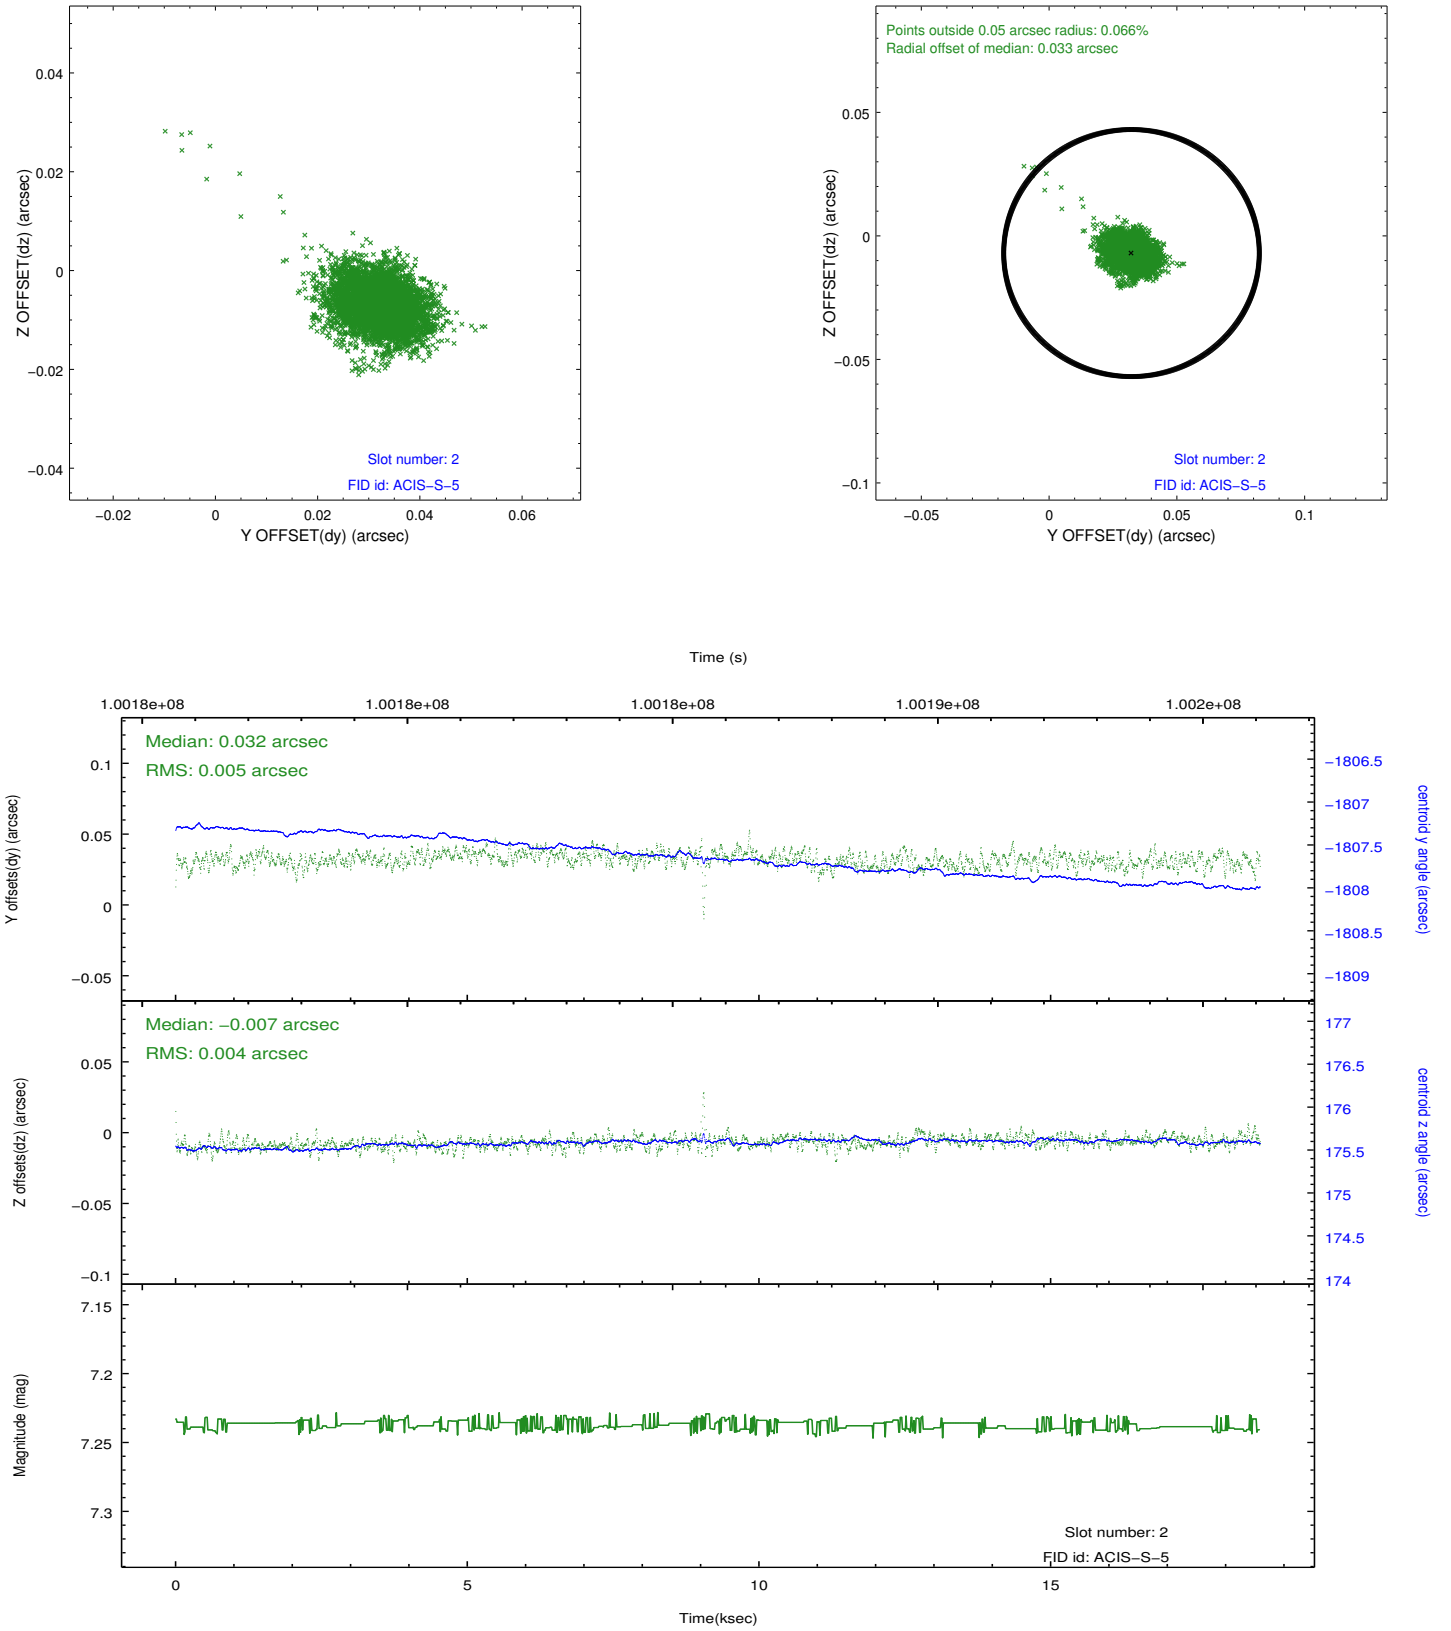 0.04
0.02
0
−0.02
−0.04
Z OFFSET(dz) (arcsec)
Slot number: 2
FID id: ACIS−S−5
−0.02
0
0.02
0.04
0.06
Y OFFSET(dy) (arcsec)
Points outside 0.05 arcsec radius: 0.066%
Radial offset of median: 0.033 arcsec
0.05
0
−0.05
−0.1
Z OFFSET(dz) (arcsec)
Slot number: 2
FID id: ACIS−S−5
−0.05
0
0.05
0.1
Y OFFSET(dy) (arcsec)
Time (s)
1.0018e+08
1.0018e+08
1.0018e+08
1.0019e+08
1.002e+08
Median: 0.032 arcsec
RMS: 0.005 arcsec
0.1
0.05
0
−0.05
Y offsets(dy) (arcsec)
−1806.5
−1807
−1807.5
−1808
−1808.5
−1809
centroid y angle (arcsec)
Median: −0.007 arcsec
RMS: 0.004 arcsec
0.05
0
−0.05
−0.1
Z offsets(dz) (arcsec)
177
176.5
176
175.5
175
174.5
174
centroid z angle (arcsec)
7.15
7.2
7.25
7.3
Magnitude (mag)
Slot number: 2
FID id: ACIS−S−5
0
5
10
15
Time(ksec)